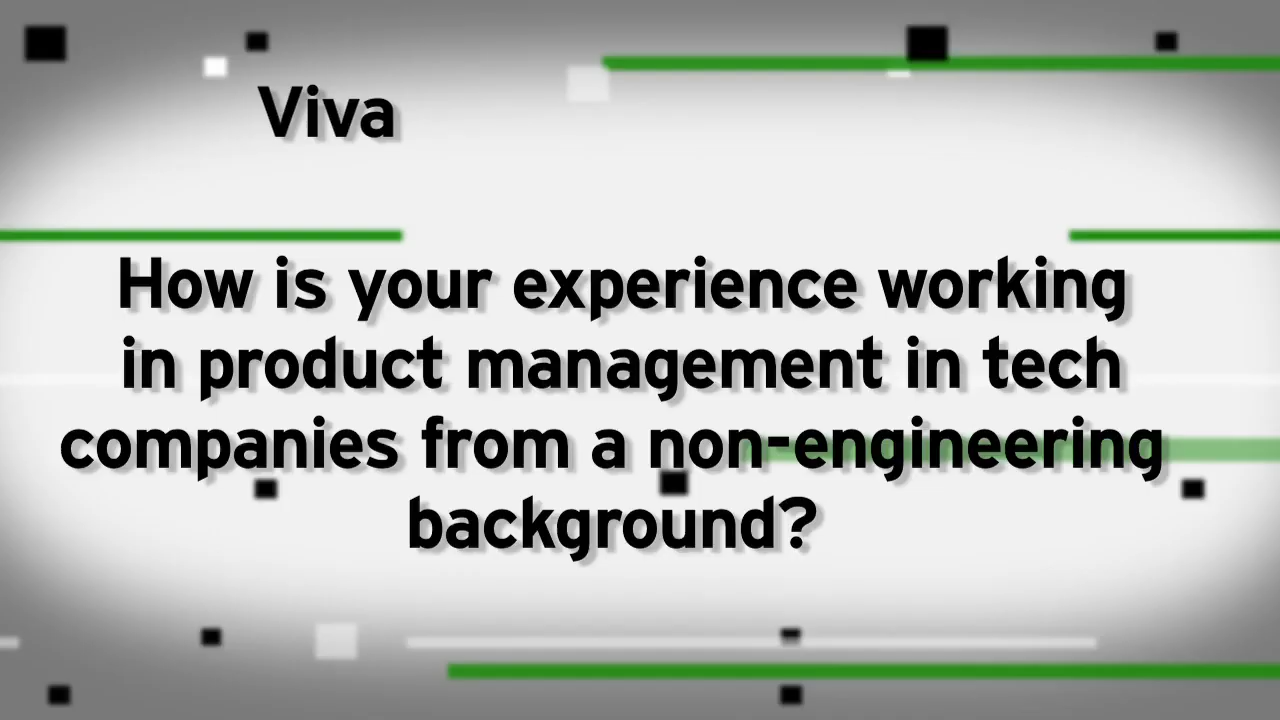 Viva
How is your experience working
in product management in tech
companies from a non-engineering
background?